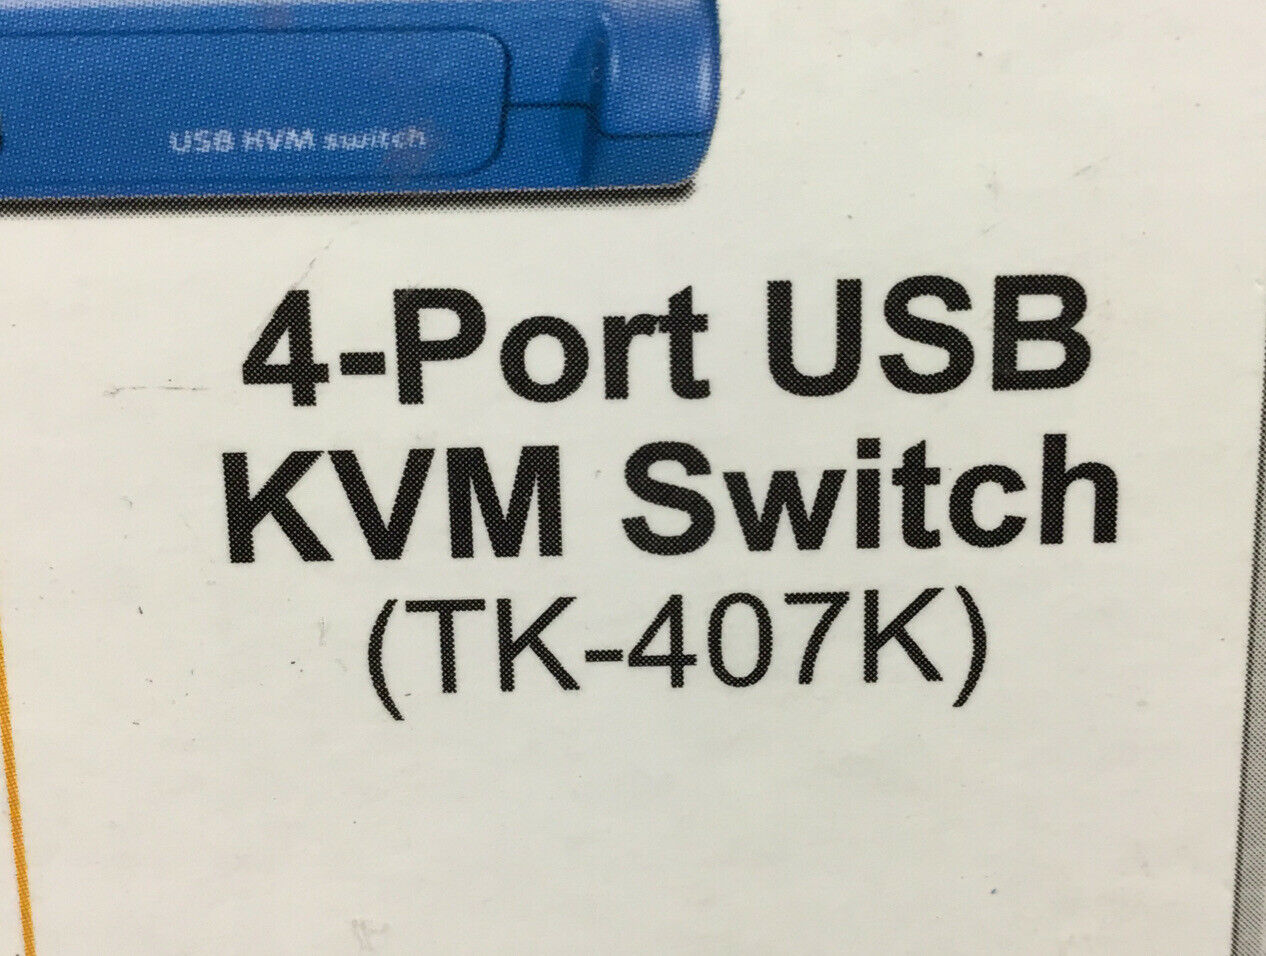 USB KVM switch
4-Port USB
KVM Switch
(TK-407K)